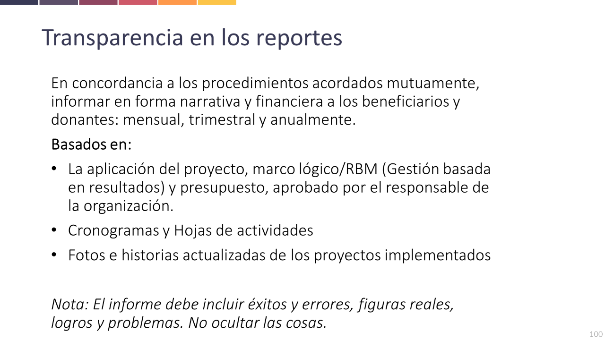 Transparencia en los reportes
En concordancia a los procedimientos acordados mutuamente,
informar en forma narrativa y financiera a los beneficiarios y
donantes: mensual, trimestral y anualmente.
Basados en:
• La aplicación del proyecto, marco lógico/RBM (Gestión basada
en resultados) y presupuesto, aprobado por el responsable de
la organización.
• Cronogramas y Hojas de actividades
• Fotos e historias actualizadas de los proyectos implementados
Nota: El informe debe incluir éxitos y errores, figuras reales,
logros y problemas. No ocultar las cosas.
100